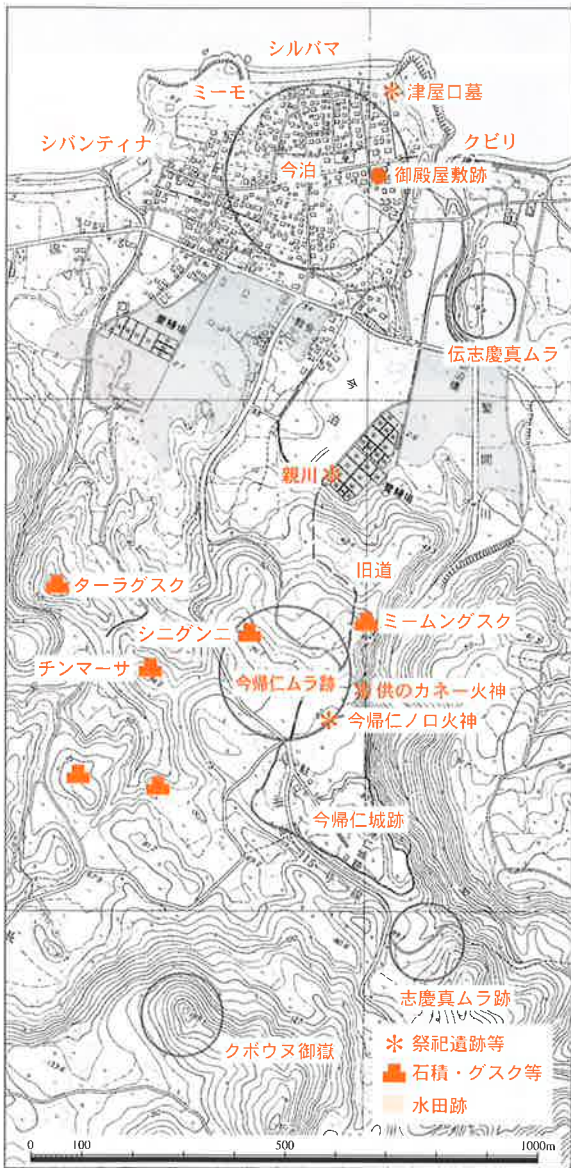 シルバマ
ミーモ
津屋口墓
シバンティナ
クビリ
今泊
御殿屋敷跡
伝志慶真ムラ
親川
旧道
ターラグスク
シニグンニ
ミームングスク
チンマーサ
今帰仁ムラ跡
供のカネー火神
今帰仁ノロ火神
今帰仁城跡
志慶真ムラ跡
クボウヌ御嶽
祭祀遺跡等
石積・グスク等
水田跡
0 100 500 1000m